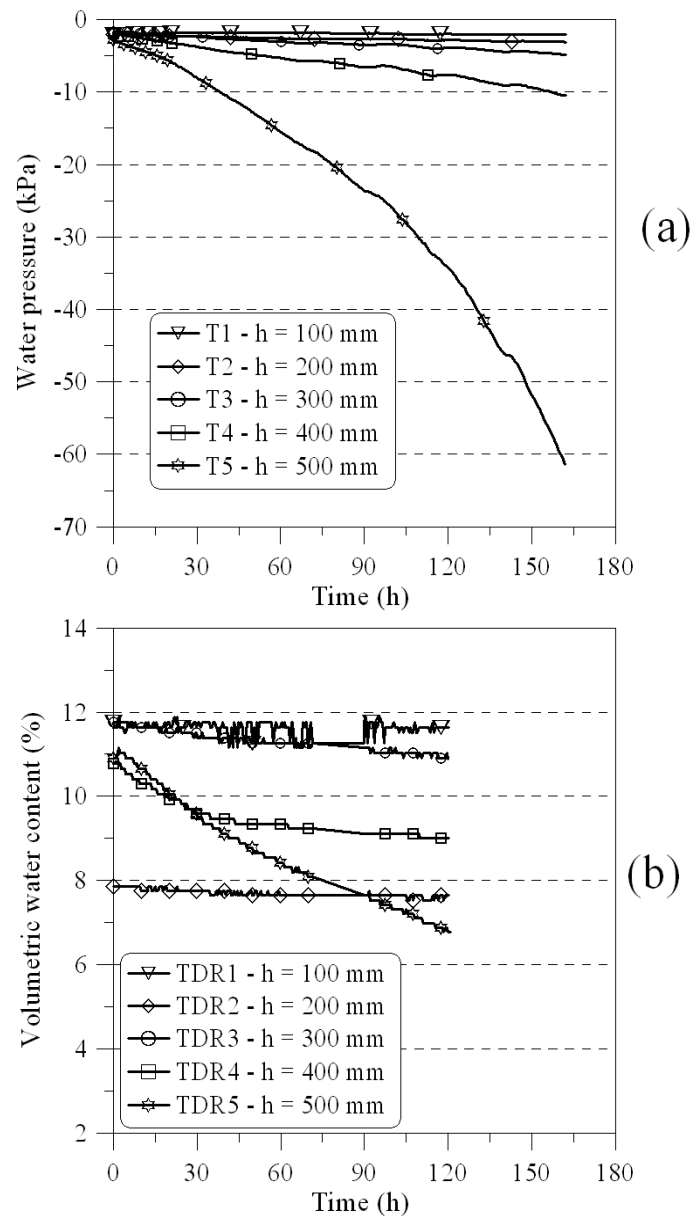 0
-10
-20
-30
-40
-50
-60
-70
Water pressure (kPa)
T1 - h = 100 mm
T2 - h = 200 mm
T3 - h = 300 mm
T4 - h = 400 mm
T5 - h = 500 mm
0 30 60 90 120 150 180
Time (h)
(a)
14
12
10
8
6
4
2
Volumetric water content (%)
TDR1 - h = 100 mm
TDR2 - h = 200 mm
TDR3 - h = 300 mm
TDR4 - h = 400 mm
TDR5 - h = 500 mm
0 30 60 90 120 150 180
Time (h)
(b)